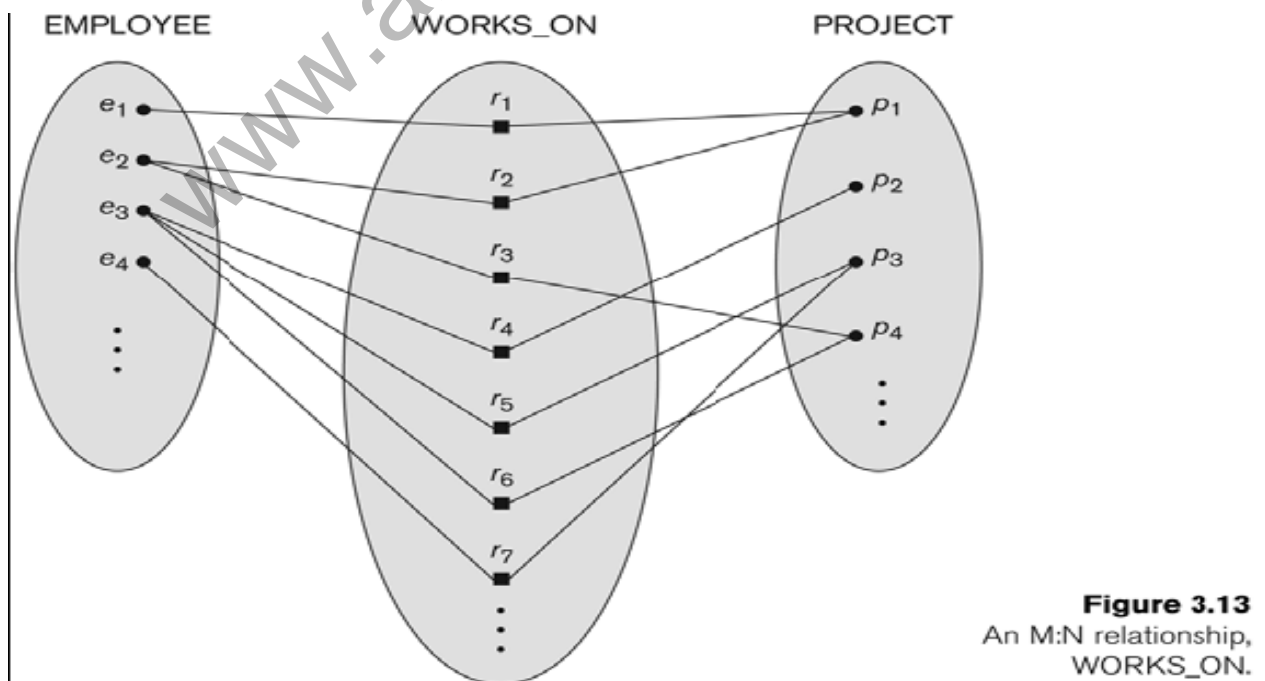 EMPLOYEE WORKS_ON PROJECT
www.a
e1 r1 p1
e2 r2 p2
e3 r3 p3
e4 r4 p4
r5
r6
r7
Figure 3.13
An M:N relationship,
WORKS_ON.